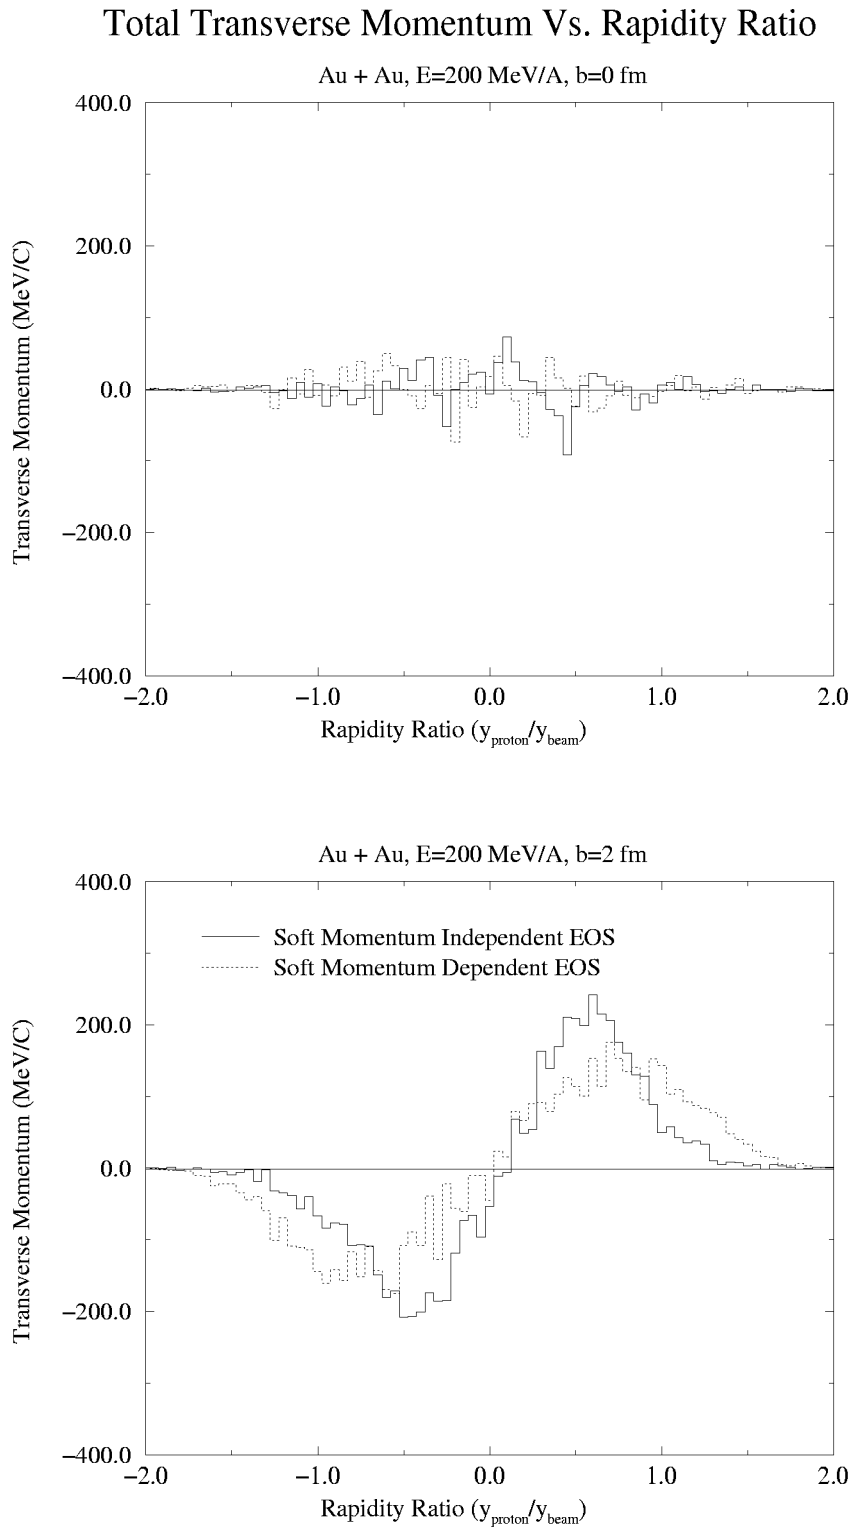 Total Transverse Momentum Vs. Rapidity Ratio
Au + Au, E=200 MeV/A, b=0 fm
400.0
200.0
0.0
−200.0
−400.0
Transverse Momentum (MeV/C)
−2.0 −1.0 0.0 1.0 2.0
Rapidity Ratio (yproton/ybeam)
Au + Au, E=200 MeV/A, b=2 fm
400.0
Soft Momentum Independent EOS
Soft Momentum Dependent EOS
200.0
0.0
−200.0
−400.0
Transverse Momentum (MeV/C)
−2.0 −1.0 0.0 1.0 2.0
Rapidity Ratio (yproton/ybeam)